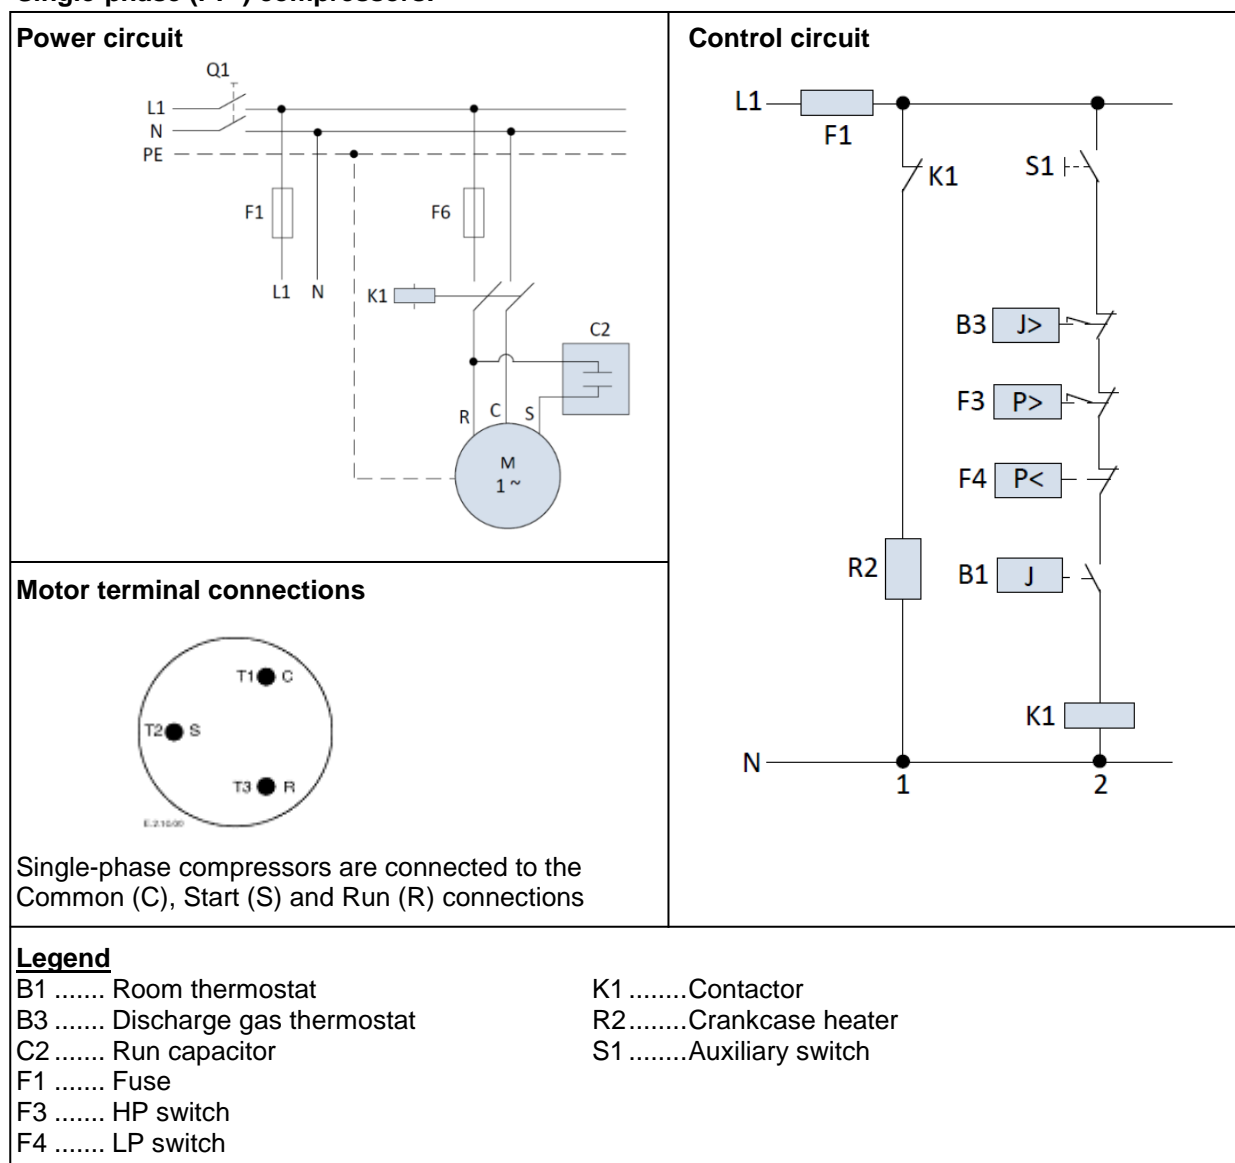 Power circuit
Q1
L1
N
PE
F1
F6
L1 N
K1
C2
R C S
M
1 ~
Motor terminal connections
T1 C
T2 S
T3 R
Single-phase compressors are connected to the
Common (C), Start (S) and Run (R) connections
Control circuit
L1
F1
K1
S1
B3 J>
F3 P>
F4 P<
R2
B1 J
K1
N
1 2
Legend
B1 ....... Room thermostat
B3 ....... Discharge gas thermostat
C2 ....... Run capacitor
F1 ....... Fuse
F3 ....... HP switch
F4 ....... LP switch
K1 ........Contactor
R2........Crankcase heater
S1 ........Auxiliary switch